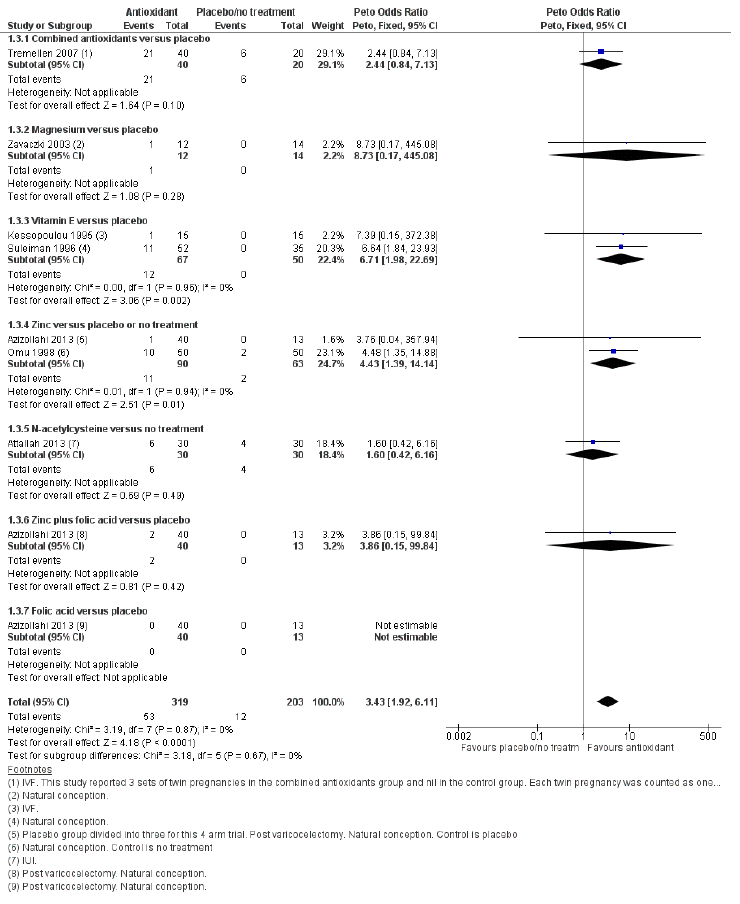 Antioxidant Placebo/no treatment Peto Odds Ratio Peto Odds Ratio
Study or Subgroup Events Total Events Total Weight Peto, Fixed, 95% CI Peto, Fixed, 95% CI
1.3.1 Combined antioxidants versus placebo
Tremellen 2007 (1) 21 40 6 20 29.1% 2.44 [0.84, 7.13]
Subtotal (95% CI) 40 20 29.1% 2.44 [0.84, 7.13]
Total events 21 6
Heterogeneity: Not applicable
Test for overall effect: Z = 1.64 (P = 0.10)
1.3.2 Magnesium versus placebo
Zavaczki 2003 (2) 1 12 0 14 2.2% 8.73 [0.17, 445.08]
Subtotal (95% CI) 12 14 2.2% 8.73 [0.17, 445.08]
Total events 1 0
Heterogeneity: Not applicable
Test for overall effect: Z = 1.08 (P = 0.28)
1.3.3 Vitamin E versus placebo
Kessopoulou 1995 (3) 1 15 0 15 2.2% 7.39 [0.15, 372.38]
Suleiman 1996 (4) 11 52 0 35 20.3% 6.64 [1.84, 23.93]
Subtotal (95% CI) 67 50 22.4% 6.71 [1.98, 22.69]
Total events 12 0
Heterogeneity: Chi² = 0.00, df = 1 (P = 0.96); I² = 0%
Test for overall effect: Z = 3.06 (P = 0.002)
1.3.4 Zinc versus placebo or no treatment
Azizollahi 2013 (5) 1 40 0 13 1.6% 3.76 [0.04, 357.94]
Omu 1998 (6) 10 50 2 50 23.1% 4.48 [1.35, 14.88]
Subtotal (95% CI) 90 63 24.7% 4.43 [1.39, 14.14]
Total events 11 2
Heterogeneity: Chi² = 0.01, df = 1 (P = 0.94); I² = 0%
Test for overall effect: Z = 2.51 (P = 0.01)
1.3.5 N-acetylcysteine versus no treatment
Attallah 2013 (7) 6 30 4 30 18.4% 1.60 [0.42, 6.16]
Subtotal (95% CI) 30 30 18.4% 1.60 [0.42, 6.16]
Total events 6 4
Heterogeneity: Not applicable
Test for overall effect: Z = 0.69 (P = 0.49)
1.3.6 Zinc plus folic acid versus placebo
Azizollahi 2013 (8) 2 40 0 13 3.2% 3.86 [0.15, 99.84]
Subtotal (95% CI) 40 13 3.2% 3.86 [0.15, 99.84]
Total events 2 0
Heterogeneity: Not applicable
Test for overall effect: Z = 0.81 (P = 0.42)
1.3.7 Folic acid versus placebo
Azizollahi 2013 (9) 0 40 0 13 Not estimable
Subtotal (95% CI) 40 13 Not estimable
Total events 0 0
Heterogeneity: Not applicable
Test for overall effect: Not applicable
Total (95% CI) 319 203 100.0% 3.43 [1.92, 6.11]
Total events 53 12
Heterogeneity: Chi² = 3.19, df = 7 (P = 0.87); I² = 0%
Test for overall effect: Z = 4.18 (P < 0.0001)
Test for subgroup differences: Chi² = 3.18, df = 5 (P = 0.67), I² = 0%
0.002 0.1 1 10 500
Favours placebo/no treatm Favours antioxidant
Footnotes
(1) IVF. This study reported 3 sets of twin pregnancies in the combined antioxidants group and nil in the control group. Each twin pregnancy was counted as one...
(2) Natural conception.
(3) IVF.
(4) Natural conception.
(5) Placebo group divided into three for this 4 arm trial. Post varicocelectomy. Natural conception. Control is placebo
(6) Natural conception. Control is no treatment
(7) IUI.
(8) Post varicocelectomy. Natural conception.
(9) Post varicocelectomy. Natural conception.